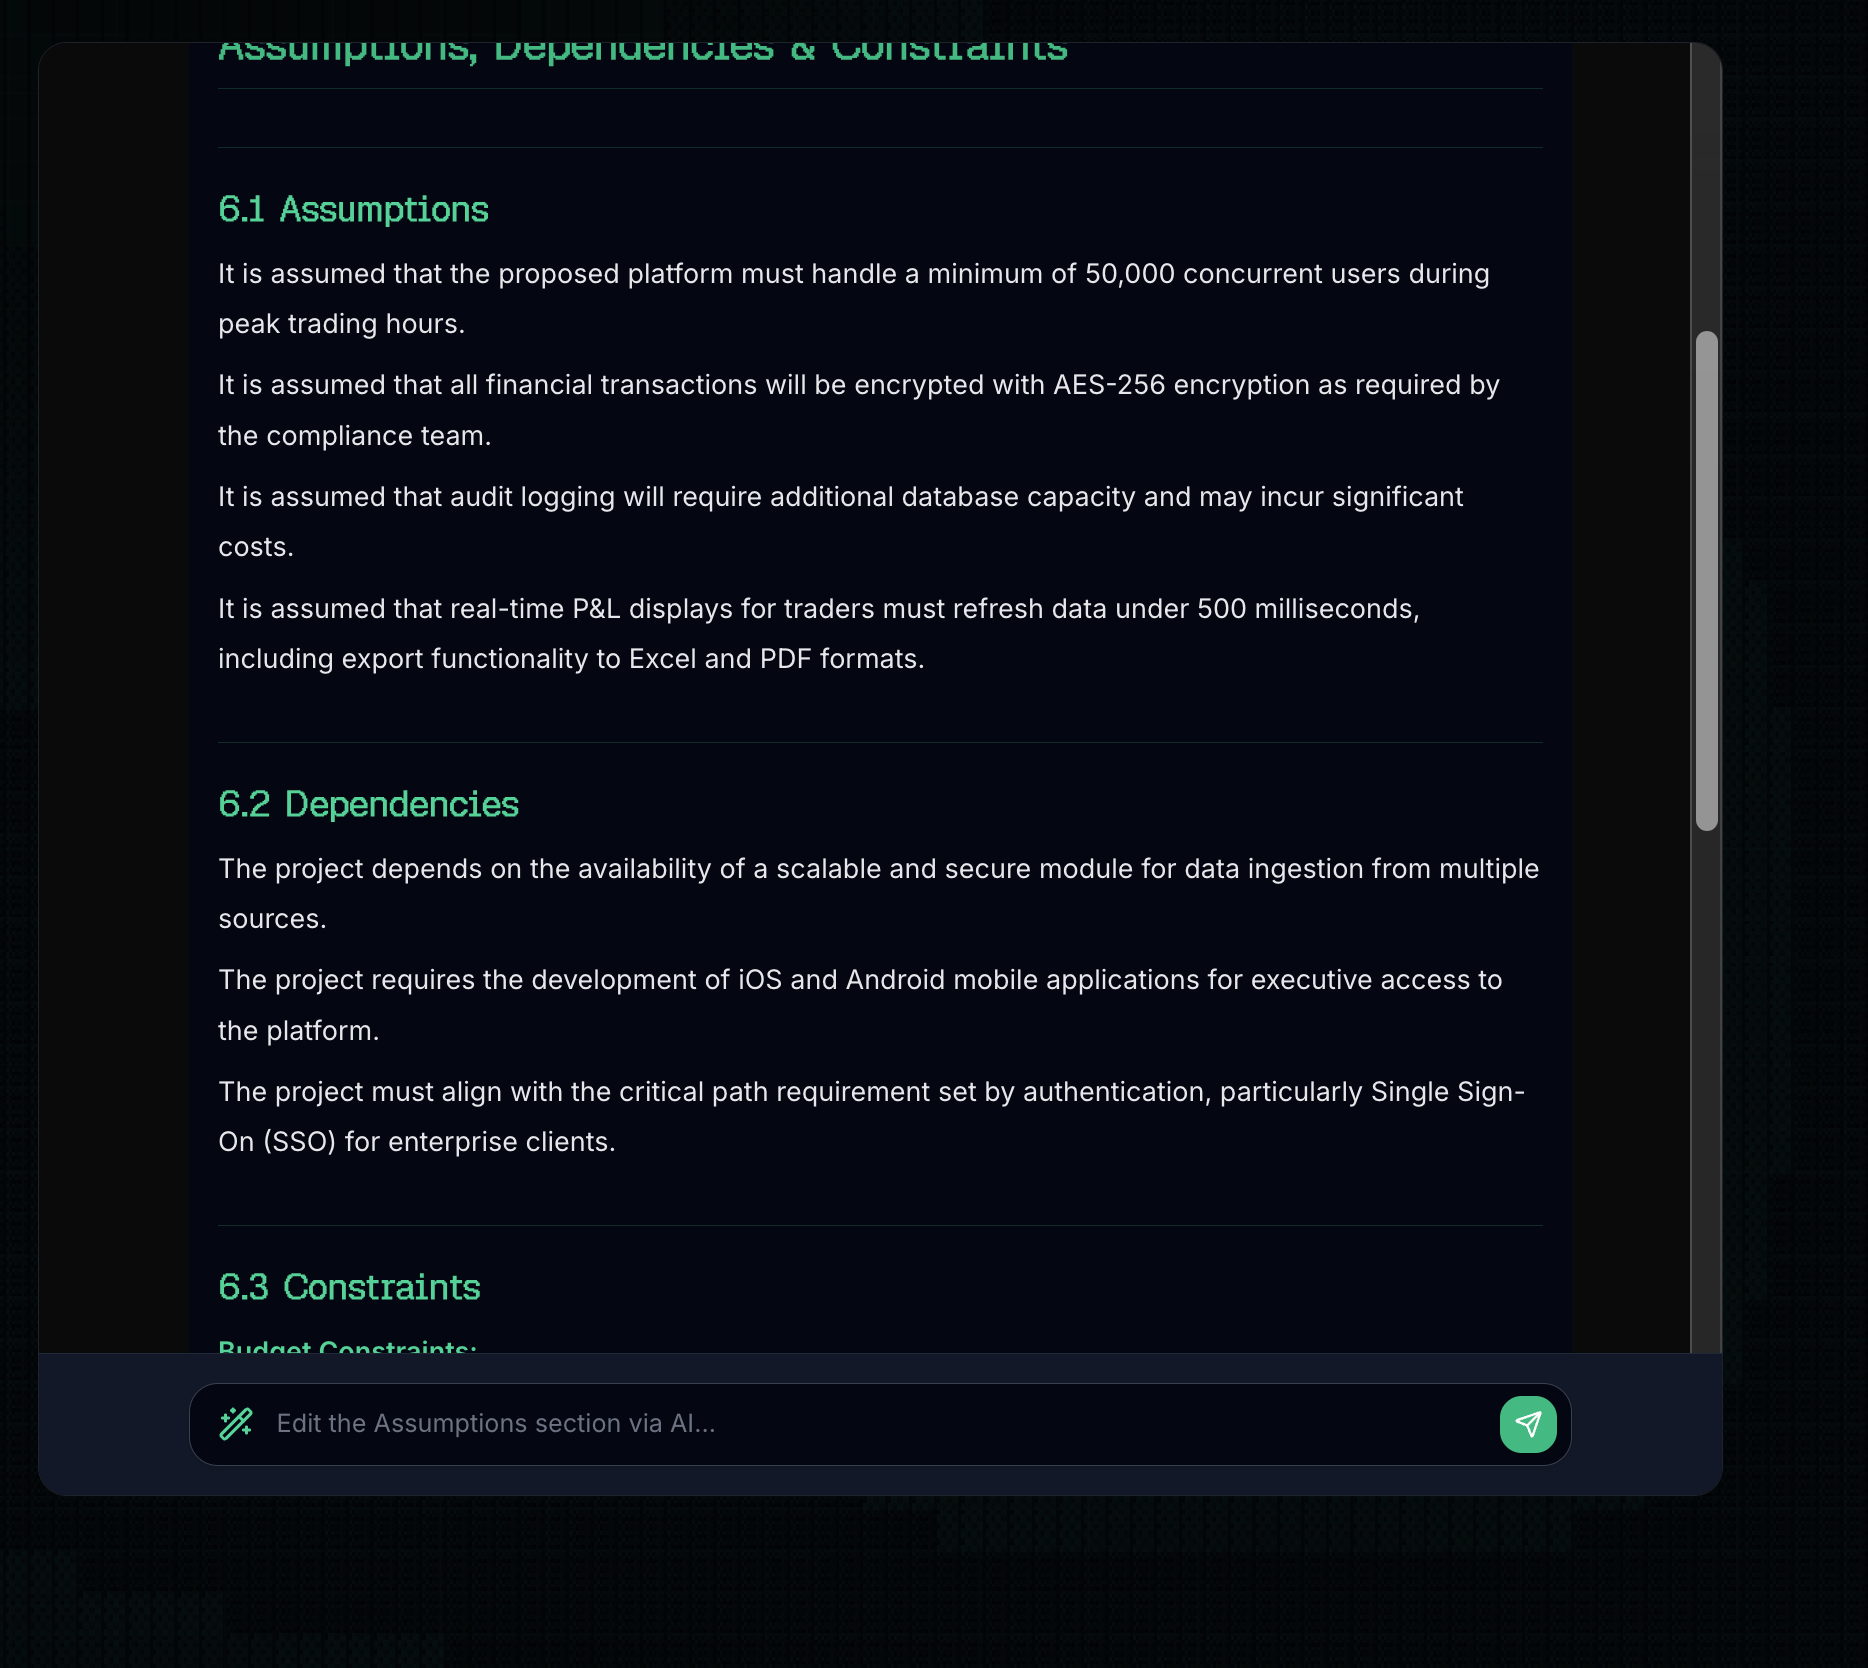 Assumptions, Dependencies & Constraints
6.1 Assumptions
It is assumed that the proposed platform must handle a minimum of 50,000 concurrent users during
peak trading hours.
It is assumed that all financial transactions will be encrypted with AES-256 encryption as required by
the compliance team.
It is assumed that audit logging will require additional database capacity and may incur significant
costs.
It is assumed that real-time P&L displays for traders must refresh data under 500 milliseconds,
including export functionality to Excel and PDF formats.
6.2 Dependencies
The project depends on the availability of a scalable and secure module for data ingestion from multiple
sources.
The project requires the development of iOS and Android mobile applications for executive access to
the platform.
The project must align with the critical path requirement set by authentication, particularly Single Sign-
On (SSO) for enterprise clients.
6.3 Constraints
Budget Constraints:
Edit the Assumptions section via AI...